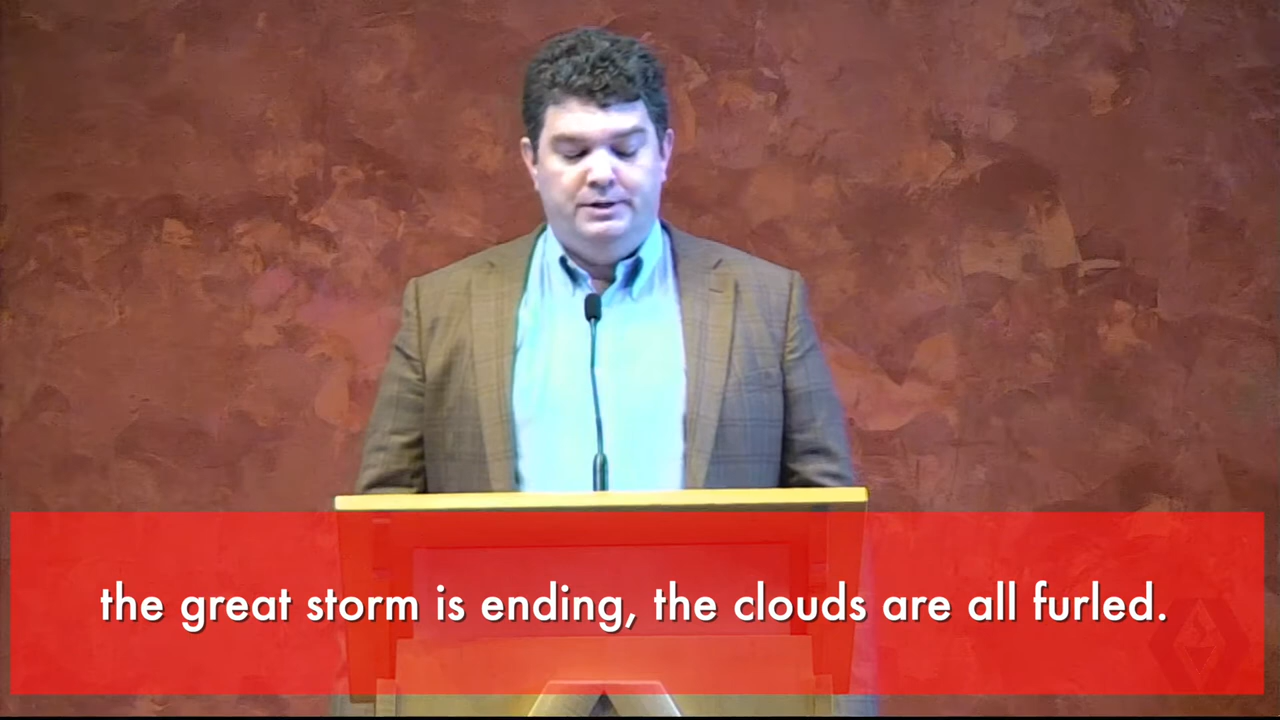 the great storm is ending, the clouds are all furled.